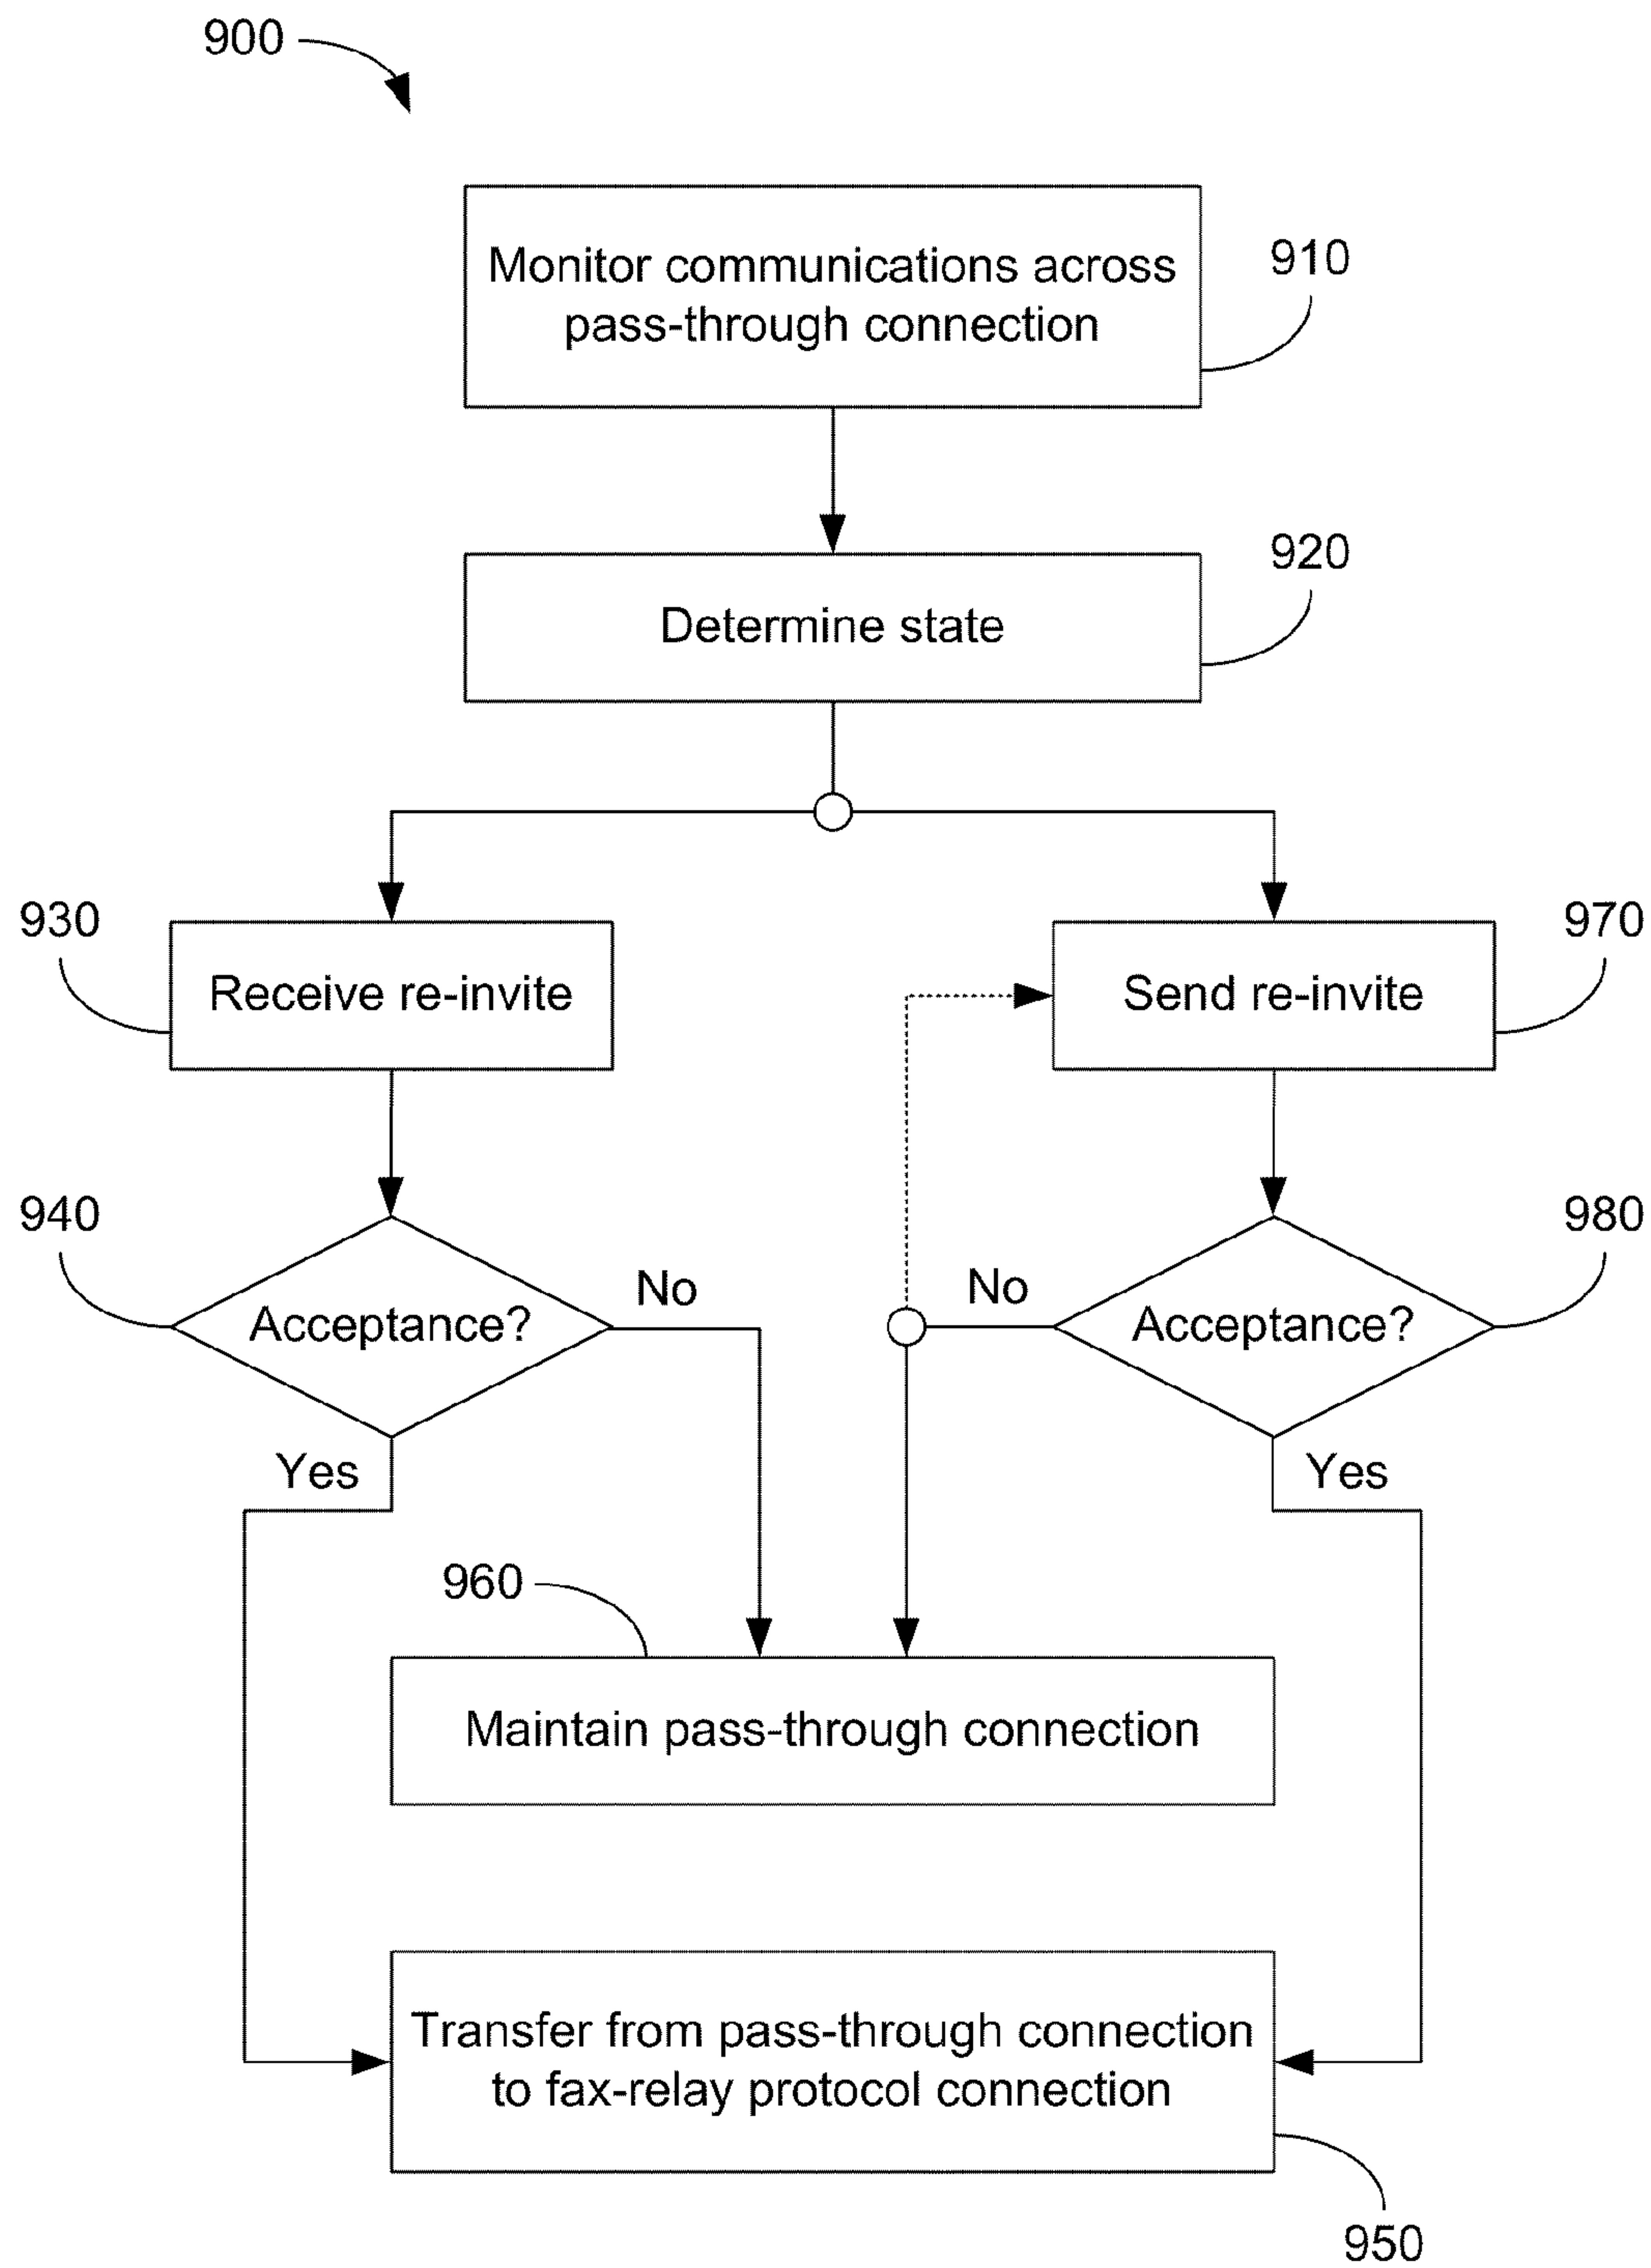 900
Monitor communications across
pass-through connection
910
Determine state
920
930
Receive re-invite
Send re-invite
970
940
Acceptance?
No
No
Acceptance?
980
Yes
Yes
960
Maintain pass-through connection
Transfer from pass-through connection
to fax-relay protocol connection
950